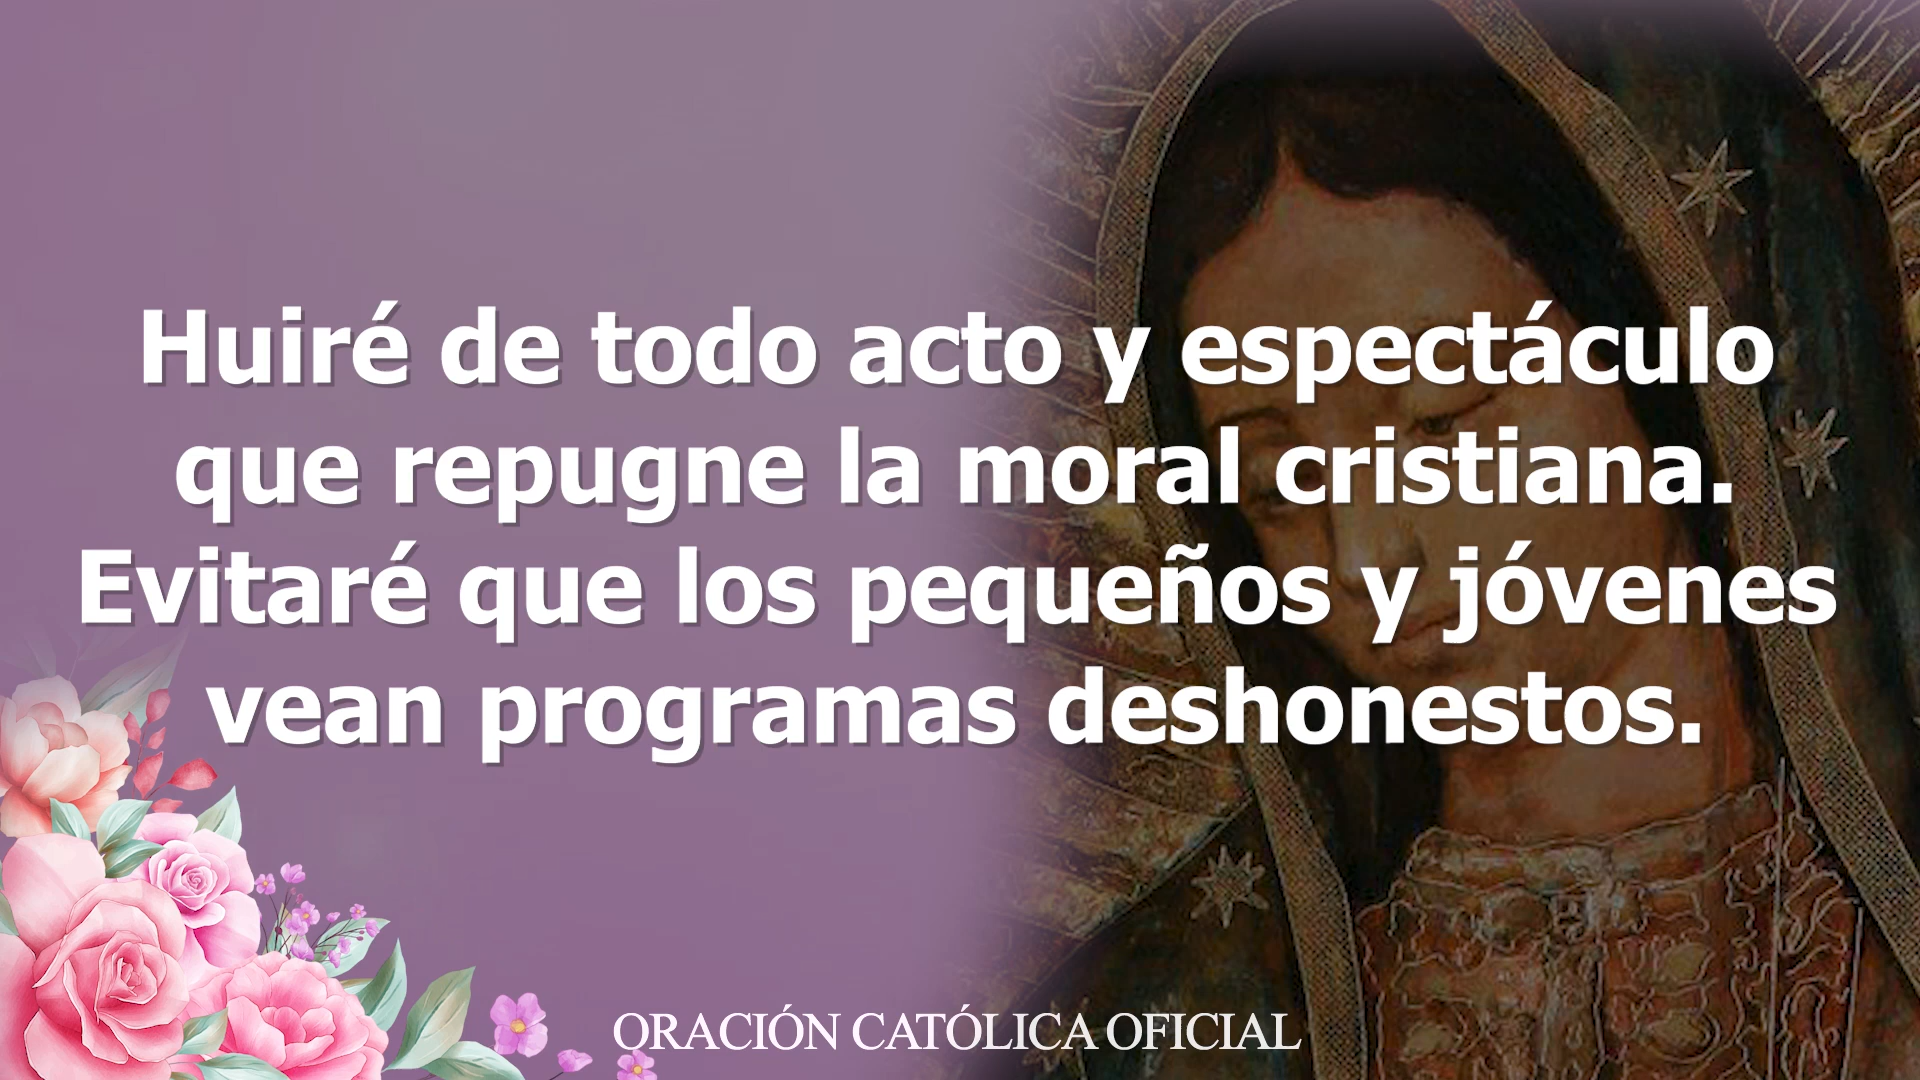 Huiré de todo acto y espectáculo
que repugne la moral cristiana.
Evitaré que los pequeños y jóvenes
vean programas deshonestos.
ORACIÓN CATÓLICA OFICIAL